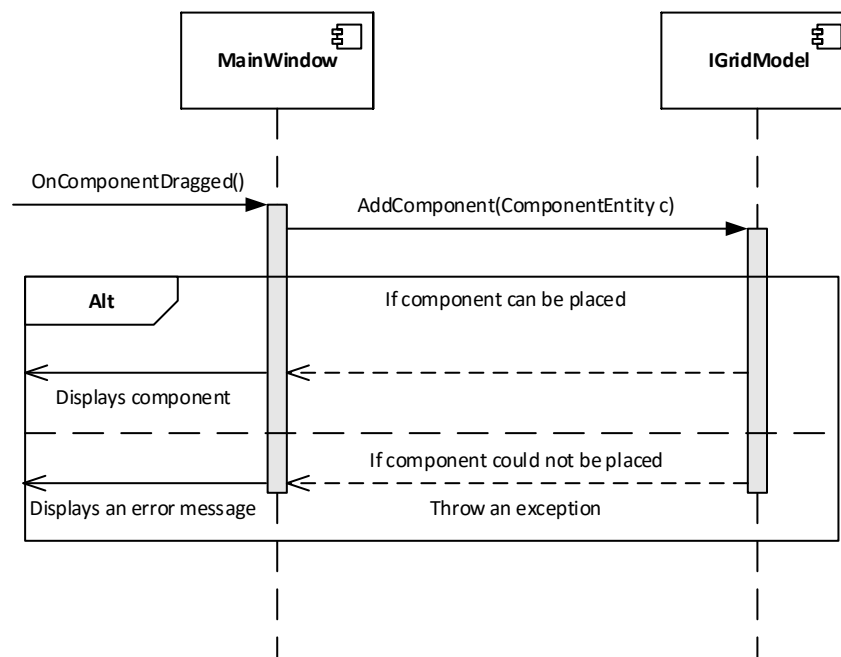 MainWindow
IGridModel
OnComponentDragged()
AddComponent(ComponentEntity c)
Alt
If component can be placed
Displays component
If component could not be placed
Displays an error message
Throw an exception